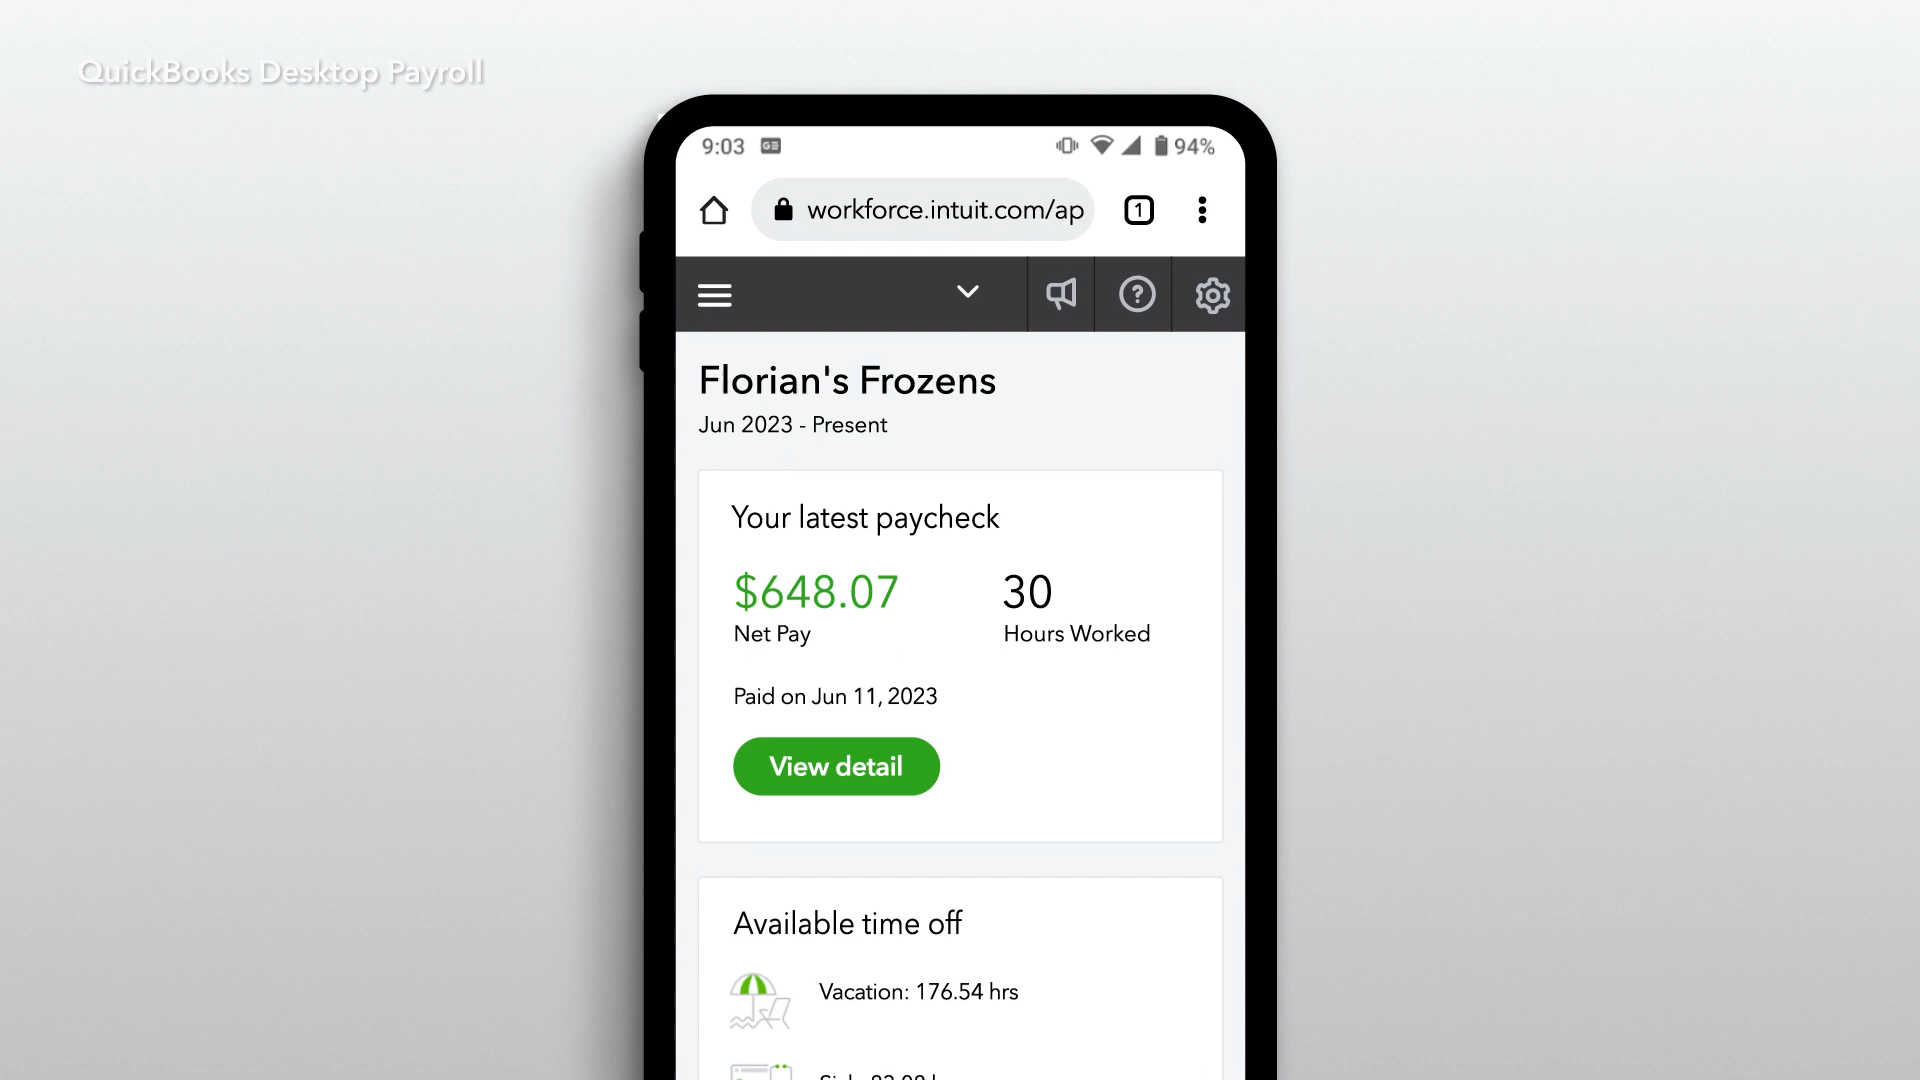 QuickBooks Desktop Payroll
9:03
94%
workforce.intuit.com/ap
1
Florian's Frozens
Jun 2023 - Present
Your latest paycheck
$648.07
30
Net Pay
Hours Worked
Paid on Jun 11, 2023
View detail
Available time off
Vacation: 176.54 hrs